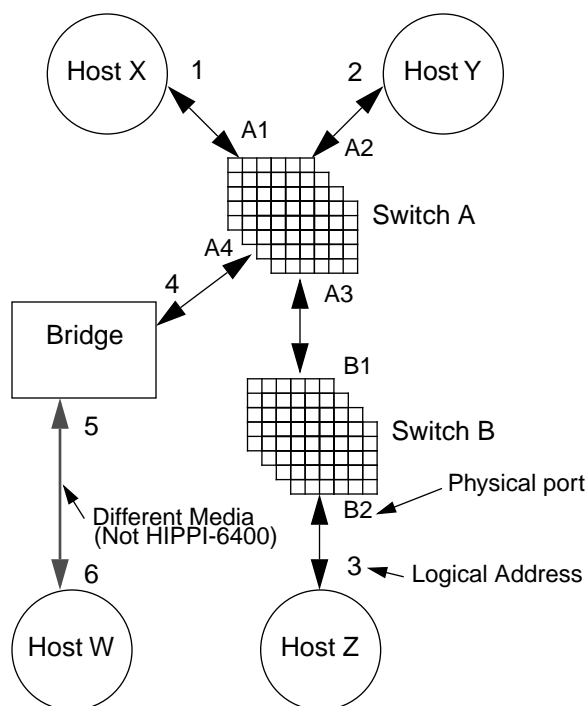 Host X
1
2
Host Y
A1
A2
Switch A
A4
4
A3
Bridge
B1
5
Switch B
Physical port
B2
Different Media
(Not HIPPI-6400)
6
3
Logical Address
Host W
Host Z